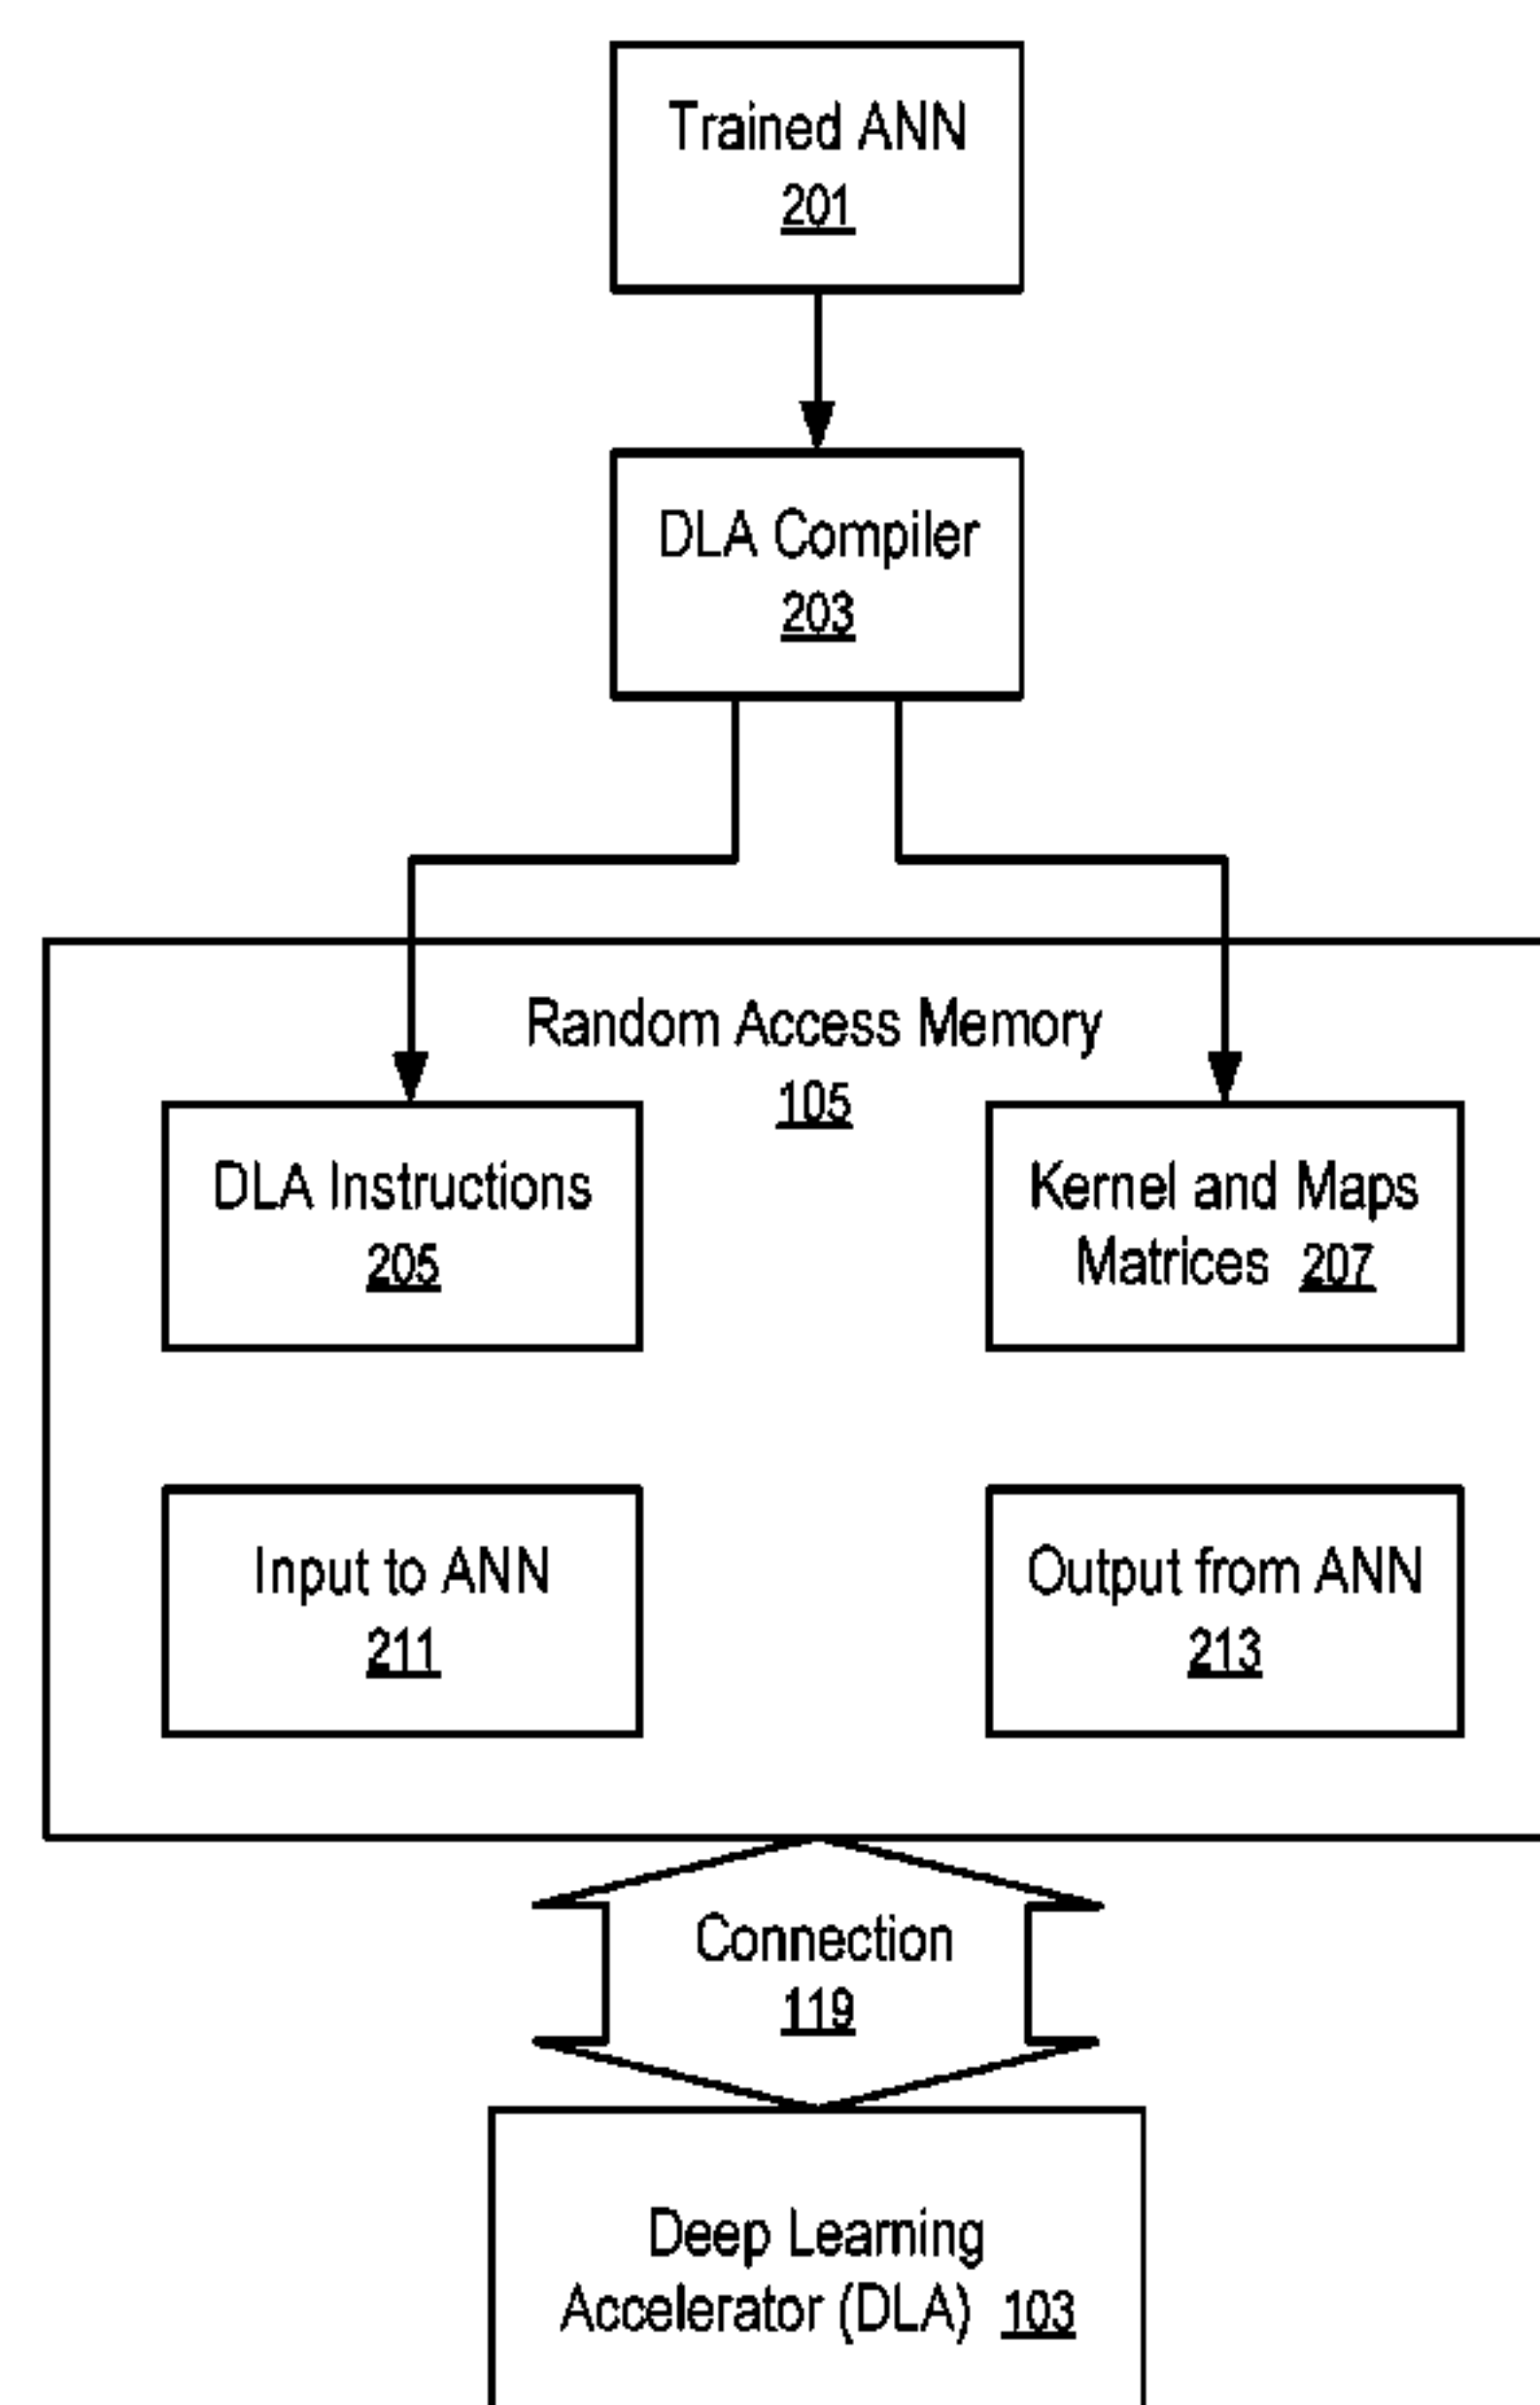 Trained ANN
201
DLA Compiler
203
Random Access Memory
105
DLA Instructions
205
Kernel and Maps
Matrices 207
Input to ANN
211
Output from ANN
213
Connection
119
Deep Learning
Accelerator (DLA) 103